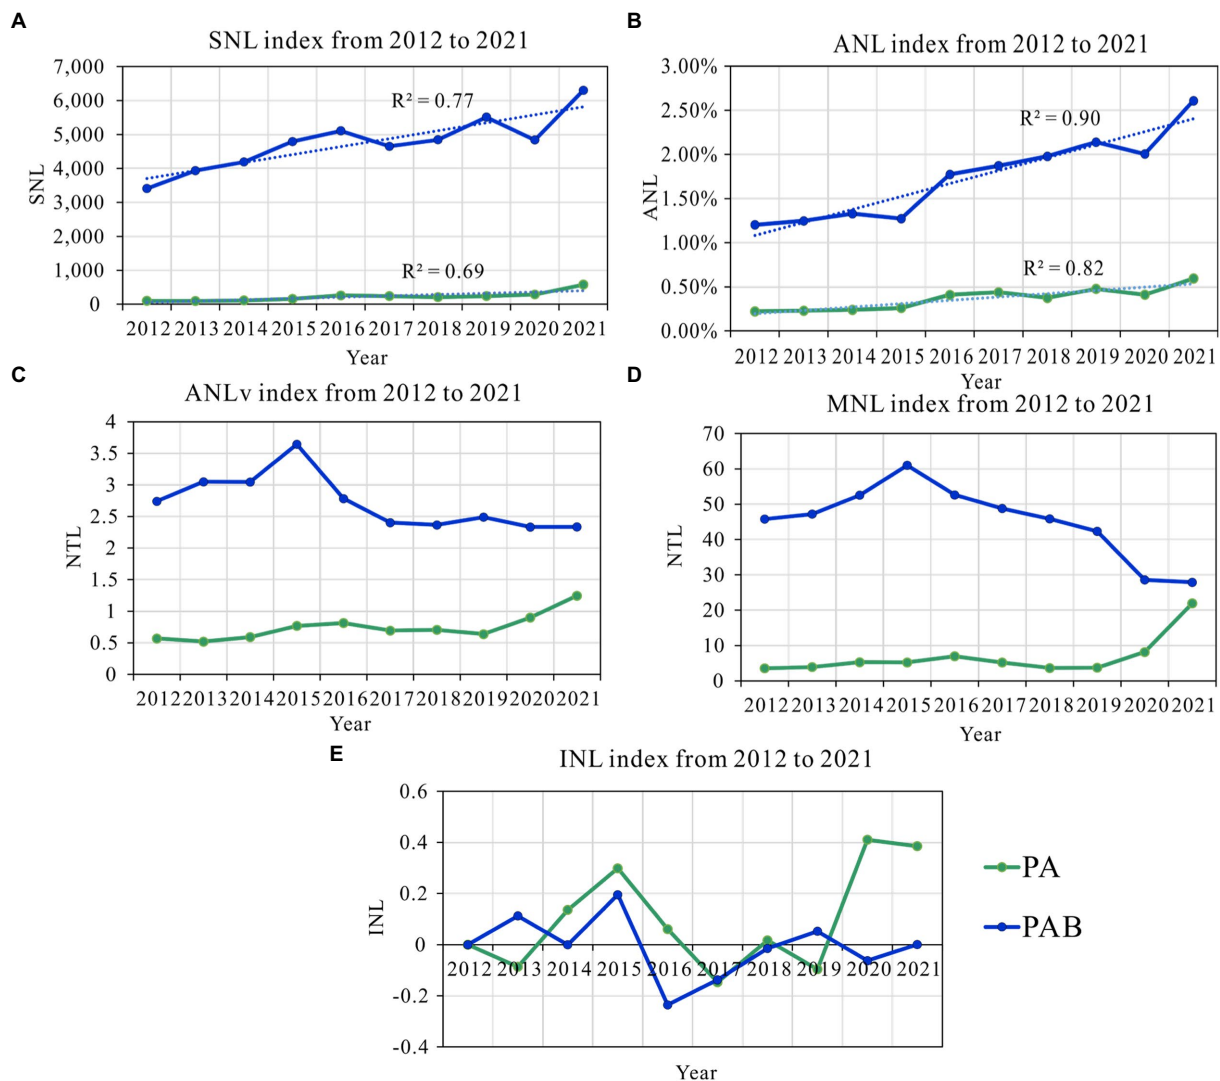 A
SNL index from 2012 to 2021
7,000
6,000
5,000
4,000
3,000
2,000
1,000
0
SNL
R² = 0.77
R² = 0.69
2012 2013 2014 2015 2016 2017 2018 2019 2020 2021
Year
B
ANL index from 2012 to 2021
3.00%
2.50%
2.00%
1.50%
1.00%
0.50%
0.00%
ANL
R² = 0.90
R² = 0.82
2012 2013 2014 2015 2016 2017 2018 2019 2020 2021
Year
C
ANLv index from 2012 to 2021
4
3.5
3
2.5
2
1.5
1
0.5
0
NTL
2012 2013 2014 2015 2016 2017 2018 2019 2020 2021
Year
D
MNL index from 2012 to 2021
70
60
50
40
30
20
10
0
NTL
2012 2013 2014 2015 2016 2017 2018 2019 2020 2021
Year
E
INL index from 2012 to 2021
0.6
0.4
0.2
0
-0.2
-0.4
INL
2012 2013 2014 2015 2016 2017 2018 2019 2020 2021
Year
PA
PAB